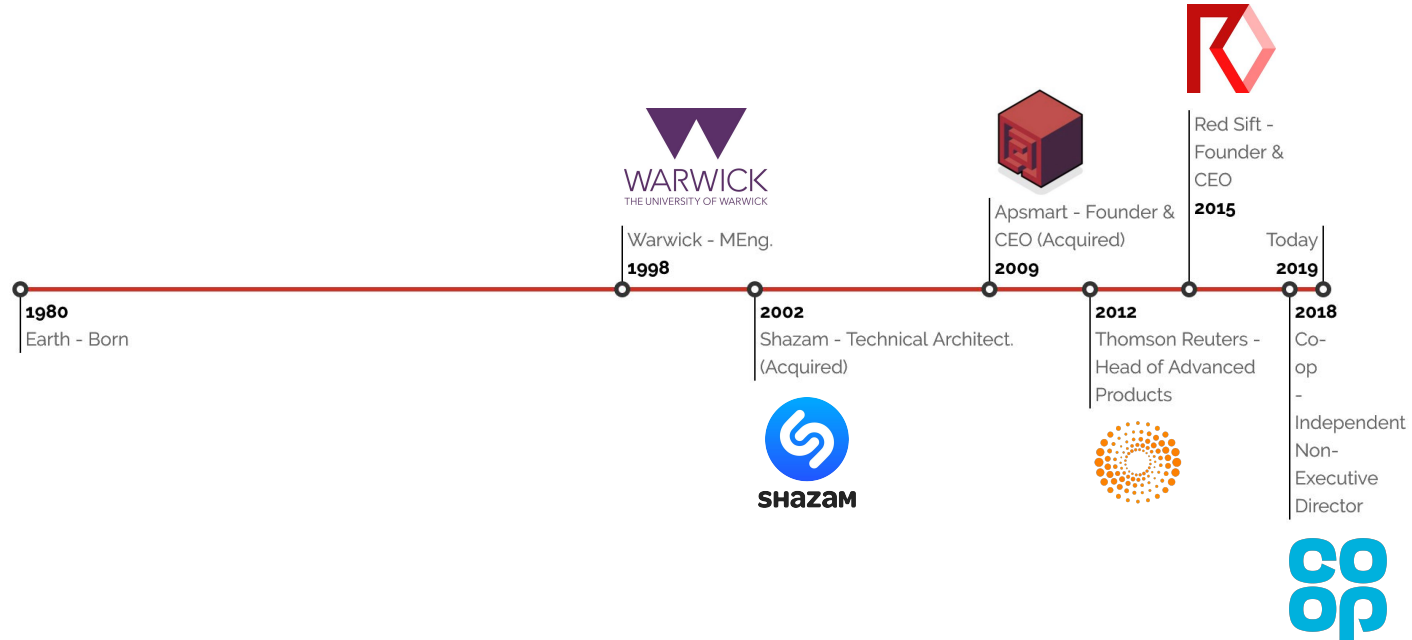 1980
Earth - Born
WARWICK
THE UNIVERSITY OF WARWICK
Warwick - MEng.
1998
2002
Shazam - Technical Architect.
(Acquired)
SHAZAM
Apsmart - Founder &
CEO (Acquired)
2009
2012
Thomson Reuters -
Head of Advanced
Products
Red Sift -
Founder &
CEO
2015
Today
2019
2018
Co-
op
-
Independent
Non-
Executive
Director
co
op